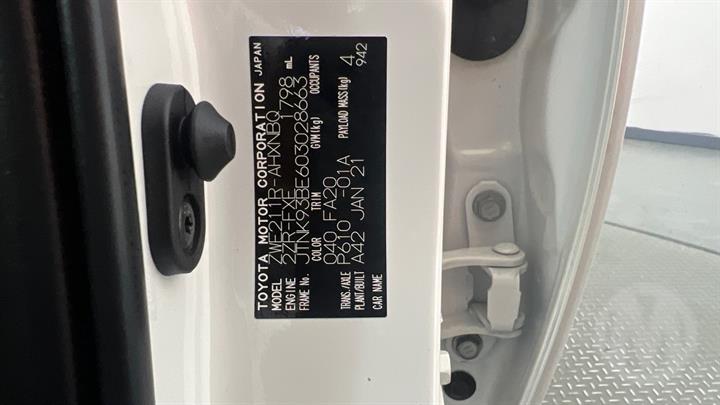 TOYOTA MOTOR CORPORATION JAPAN
MODEL ZWE211R-AHXNBQ
ENGINE 2ZR-FXE 1798 mL
FRAME No. JTNK93BE603028663
COLOR TRIM GVM(kg) OCCUPANTS
040 FA20 4
TRANS./AXLE P610 -01A PAYLOAD MASS(kg) 942
PLANT/BUILT A42 JAN 21
CAR NAME